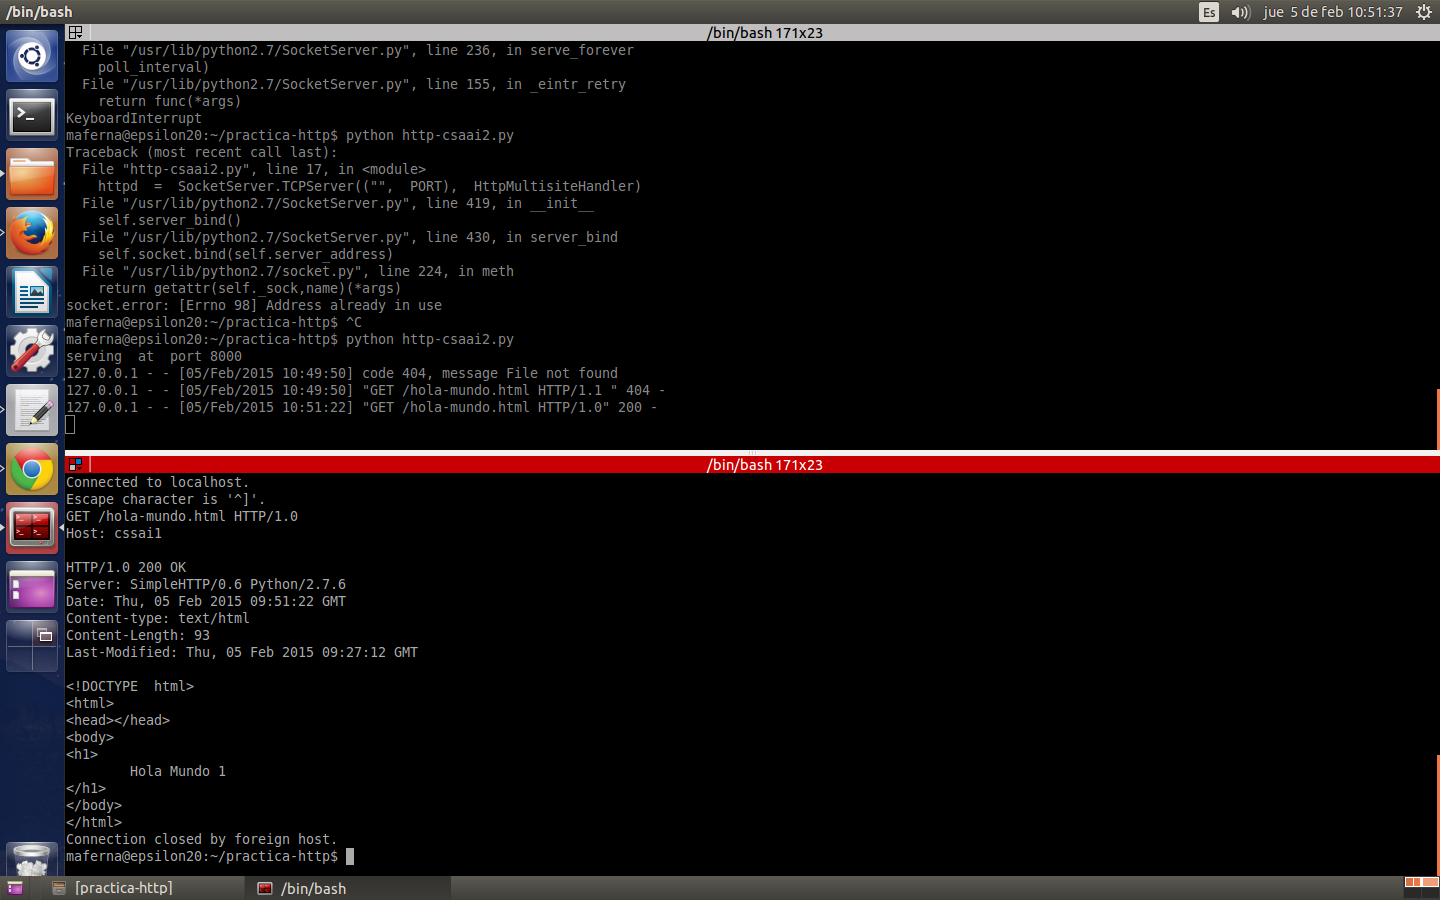 /bin/bash
Es
jue 5 de feb 10:51:37
/bin/bash 171x23
  File "/usr/lib/python2.7/SocketServer.py", line 236, in serve_forever
    poll_interval)
  File "/usr/lib/python2.7/SocketServer.py", line 155, in _eintr_retry
    return func(*args)
KeyboardInterrupt
maferna@epsilon20:~/practica-http$ python http-csaai2.py
Traceback (most recent call last):
  File "http-csaai2.py", line 17, in <module>
    httpd  =  SocketServer.TCPServer(("",  PORT),  HttpMultisiteHandler)
  File "/usr/lib/python2.7/SocketServer.py", line 419, in __init__
    self.server_bind()
  File "/usr/lib/python2.7/SocketServer.py", line 430, in server_bind
    self.socket.bind(self.server_address)
  File "/usr/lib/python2.7/socket.py", line 224, in meth
    return getattr(self._sock,name)(*args)
socket.error: [Errno 98] Address already in use
maferna@epsilon20:~/practica-http$ ^C
maferna@epsilon20:~/practica-http$ python http-csaai2.py
serving  at  port 8000
127.0.0.1 - - [05/Feb/2015 10:49:50] code 404, message File not found
127.0.0.1 - - [05/Feb/2015 10:49:50] "GET /hola-mundo.html HTTP/1.1 " 404 -
127.0.0.1 - - [05/Feb/2015 10:51:22] "GET /hola-mundo.html HTTP/1.0" 200 -
/bin/bash 171x23
Connected to localhost.
Escape character is '^]'.
GET /hola-mundo.html HTTP/1.0
Host: cssai1
HTTP/1.0 200 OK
Server: SimpleHTTP/0.6 Python/2.7.6
Date: Thu, 05 Feb 2015 09:51:22 GMT
Content-type: text/html
Content-Length: 93
Last-Modified: Thu, 05 Feb 2015 09:27:12 GMT
<!DOCTYPE  html>
<html>
<head></head>
<body>
<h1>
        Hola Mundo 1
</h1>
</body>
</html>
Connection closed by foreign host.
maferna@epsilon20:~/practica-http$
[practica-http]
/bin/bash